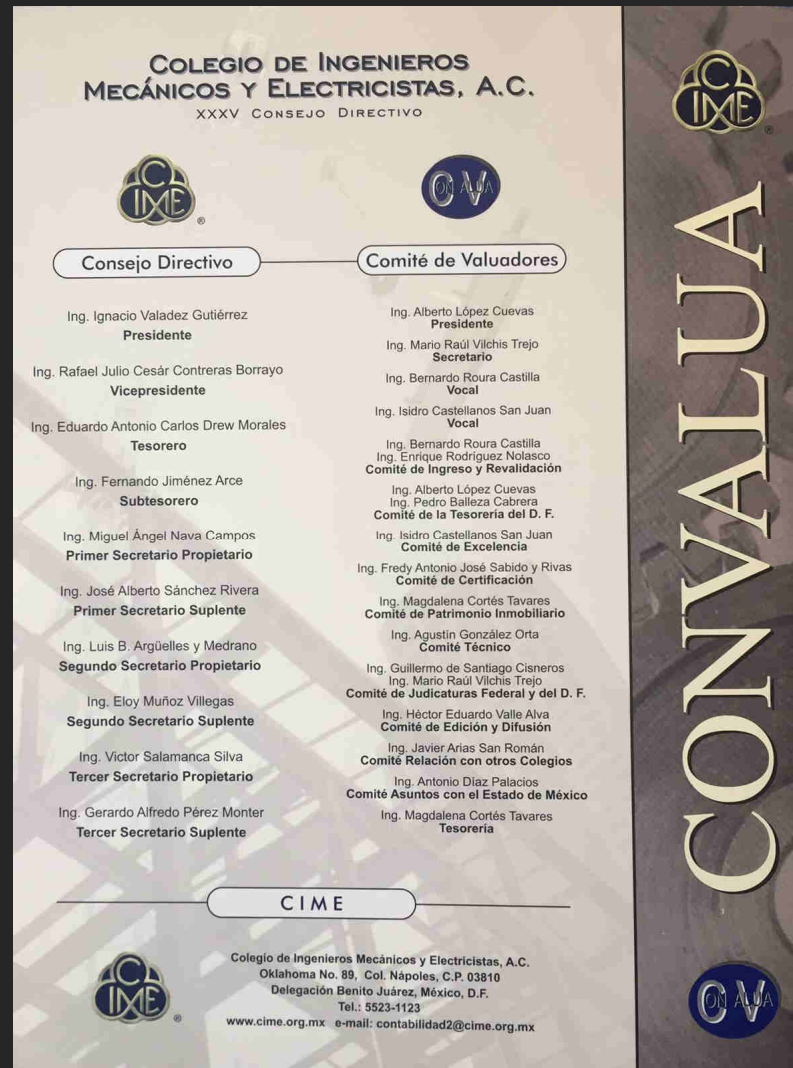 COLEGIO DE INGENIEROS
MECÁNICOS Y ELECTRICISTAS, A.C.
XXXV CONSEJO DIRECTIVO
CIME
®
CONVALUA
Consejo Directivo
Ing. Ignacio Valadez Gutiérrez
Presidente
Ing. Rafael Julio Cesár Contreras Borrayo
Vicepresidente
Ing. Eduardo Antonio Carlos Drew Morales
Tesorero
Ing. Fernando Jiménez Arce
Subtesorero
Ing. Miguel Ángel Nava Campos
Primer Secretario Propietario
Ing. José Alberto Sánchez Rivera
Primer Secretario Suplente
Ing. Luis B. Argüelles y Medrano
Segundo Secretario Propietario
Ing. Eloy Muñoz Villegas
Segundo Secretario Suplente
Ing. Victor Salamanca Silva
Tercer Secretario Propietario
Ing. Gerardo Alfredo Pérez Monter
Tercer Secretario Suplente
Comité de Valuadores
Ing. Alberto López Cuevas
Presidente
Ing. Mario Raúl Vilchis Trejo
Secretario
Ing. Bernardo Roura Castilla
Vocal
Ing. Isidro Castellanos San Juan
Vocal
Ing. Bernardo Roura Castilla
Ing. Enrique Rodriguez Nolasco
Comité de Ingreso y Revalidación
Ing. Alberto López Cuevas
Ing. Pedro Balleza Cabrera
Comité de la Tesorería del D. F.
Ing. Isidro Castellanos San Juan
Comité de Excelencia
Ing. Fredy Antonio José Sabido y Rivas
Comité de Certificación
Ing. Magdalena Cortés Tavares
Comité de Patrimonio Inmobiliario
Ing. Agustín González Orta
Comité Técnico
Ing. Guillermo de Santiago Cisneros
Ing. Mario Raúl Vilchis Trejo
Comité de Judicaturas Federal y del D. F.
Ing. Héctor Eduardo Valle Alva
Comité de Edición y Difusión
Ing. Javier Arias San Román
Comité Relación con otros Colegios
Ing. Antonio Díaz Palacios
Comité Asuntos con el Estado de México
Ing. Magdalena Cortés Tavares
Tesorería
CIME
CIME
®
Colegio de Ingenieros Mecánicos y Electricistas, A.C.
Oklahoma No. 89, Col. Nápoles, C.P. 03810
Delegación Benito Juárez, México, D.F.
Tel.: 5523-1123
www.cime.org.mx e-mail: contabilidad2@cime.org.mx
CIME
®
CONVALUA
CONVALUA